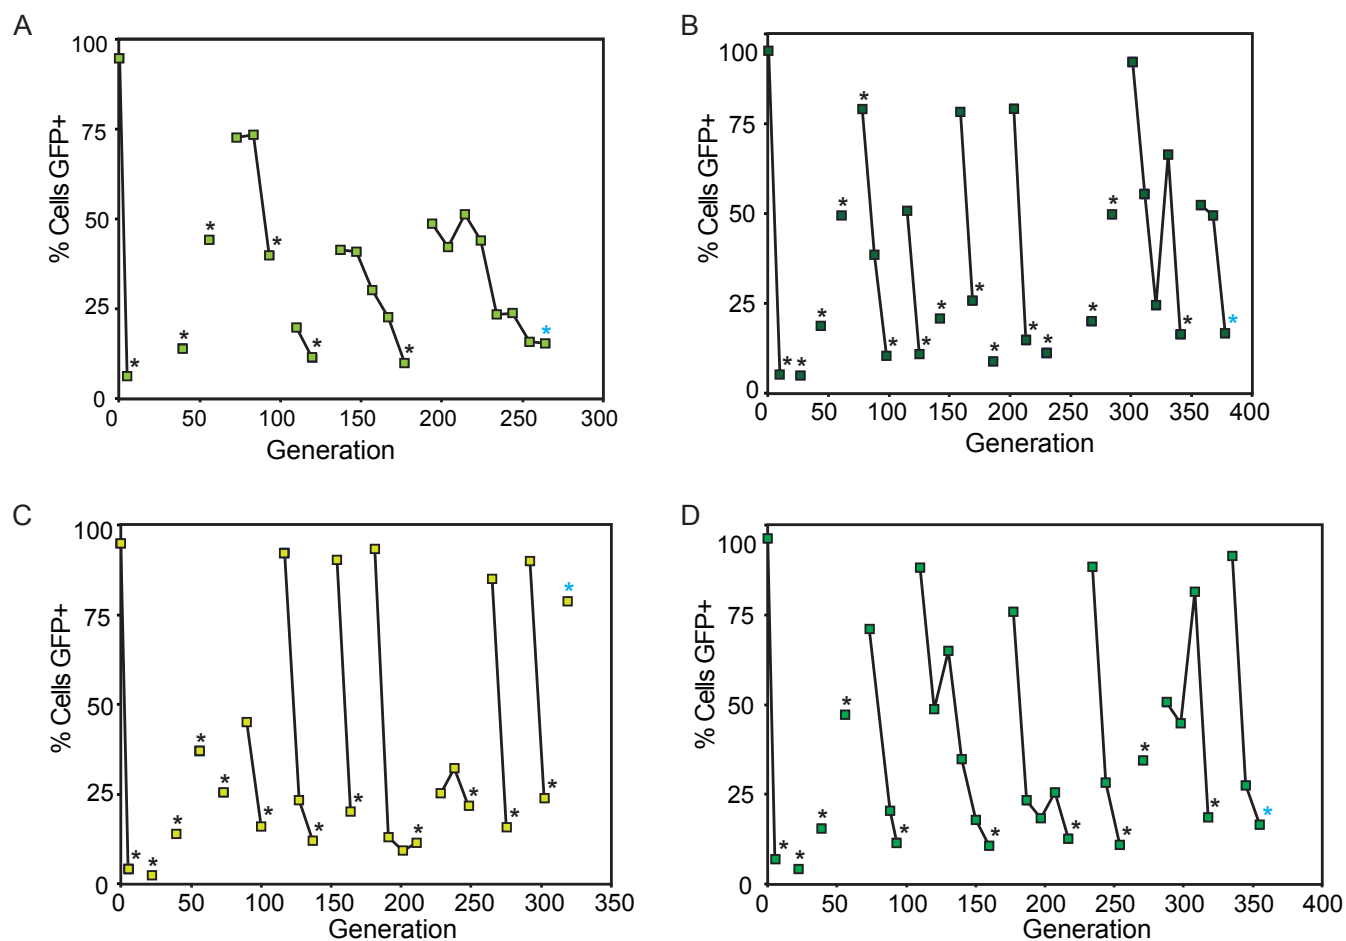 A
% Cells GFP+
100
75
50
25
0
* * * * * * * *
0 50 100 150 200 250 300
Generation
B
% Cells GFP+
100
75
50
25
0
* * * * * * * * * * * * * * * *
0 50 100 150 200 250 300 350 400
Generation
C
% Cells GFP+
100
75
50
25
0
* * * * * * * * * * * * *
0 50 100 150 200 250 300 350
Generation
D
% Cells GFP+
100
75
50
25
0
* * * * * * * * * * *
0 50 100 150 200 250 300 350 400
Generation